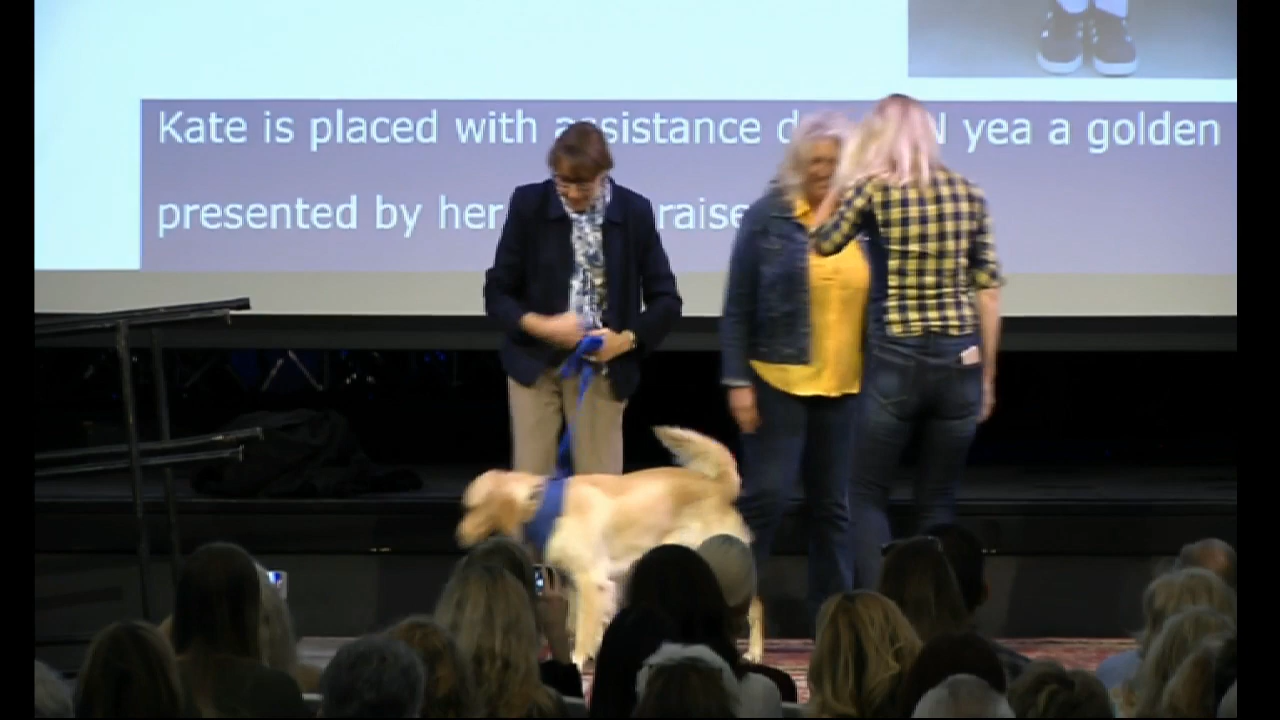 Kate is placed with assistance yea a golden
presented by her raise